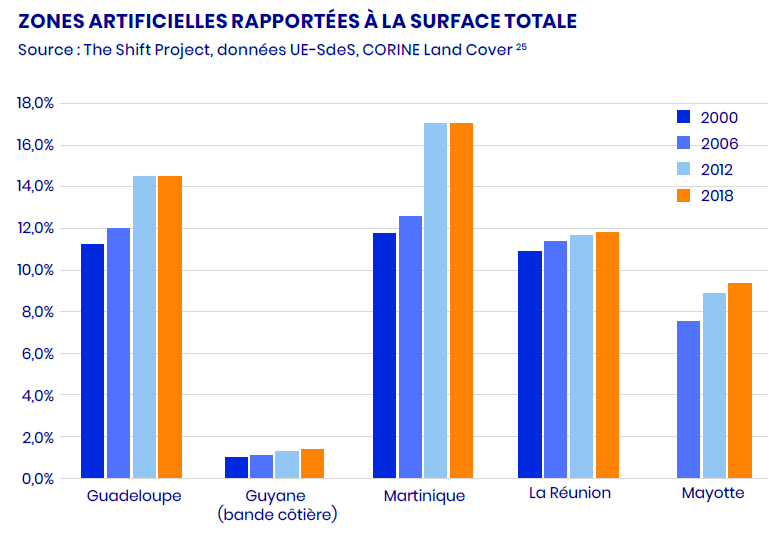 ZONES ARTIFICIELLES RAPPORTÉES À LA SURFACE TOTALE
Source : The Shift Project, données UE-SdeS, CORINE Land Cover ²⁵
18,0%
16,0%
14,0%
12,0%
10,0%
8,0%
6,0%
4,0%
2,0%
0,0%
2000
2006
2012
2018
Guadeloupe
Guyane
(bande côtière)
Martinique
La Réunion
Mayotte